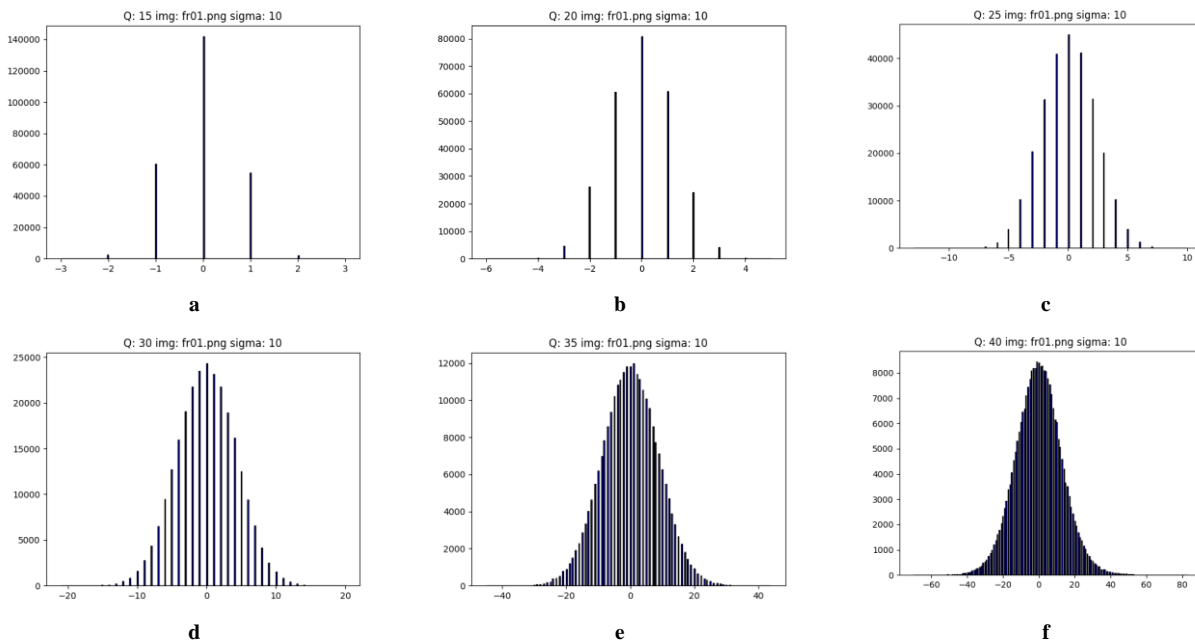 Q: 15 img: fr01.png sigma: 10
140000
120000
100000
80000
60000
40000
20000
0
−3 −2 −1 0 1 2 3
a
Q: 20 img: fr01.png sigma: 10
80000
70000
60000
50000
40000
30000
20000
10000
0
−6 −4 −2 0 2 4
b
Q: 25 img: fr01.png sigma: 10
40000
30000
20000
10000
0
−10 −5 0 5 10
c
Q: 30 img: fr01.png sigma: 10
25000
20000
15000
10000
5000
0
−20 −10 0 10 20
d
Q: 35 img: fr01.png sigma: 10
12000
10000
8000
6000
4000
2000
0
−40 −20 0 20 40
e
Q: 40 img: fr01.png sigma: 10
8000
7000
6000
5000
4000
3000
2000
1000
0
−60 −40 −20 0 20 40 60 80
f